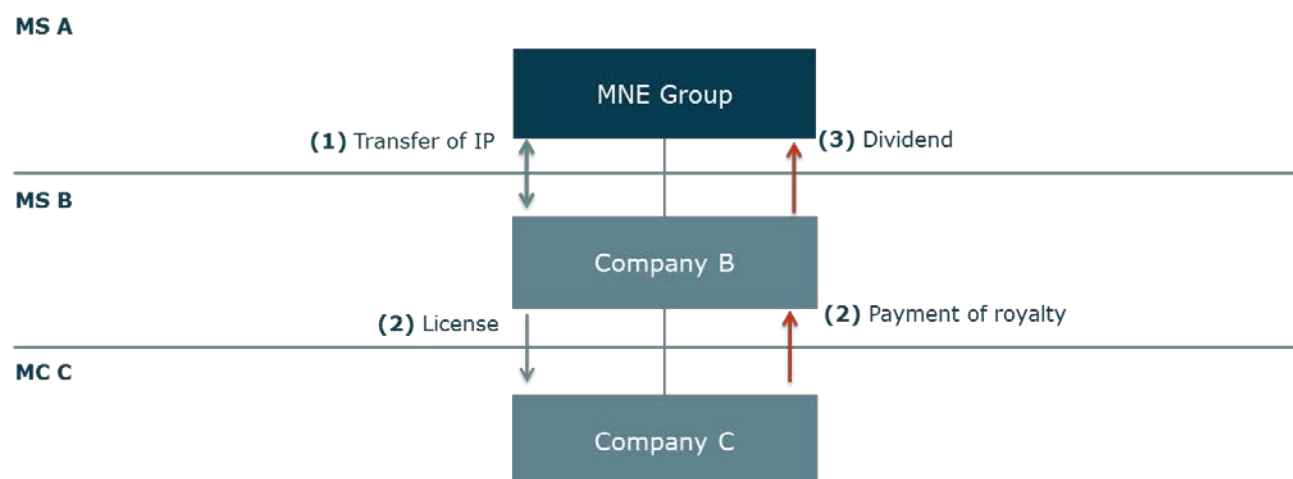 MS A
MNE Group
(1) Transfer of IP
(3) Dividend
MS B
Company B
(2) License
(2) Payment of royalty
MC C
Company C